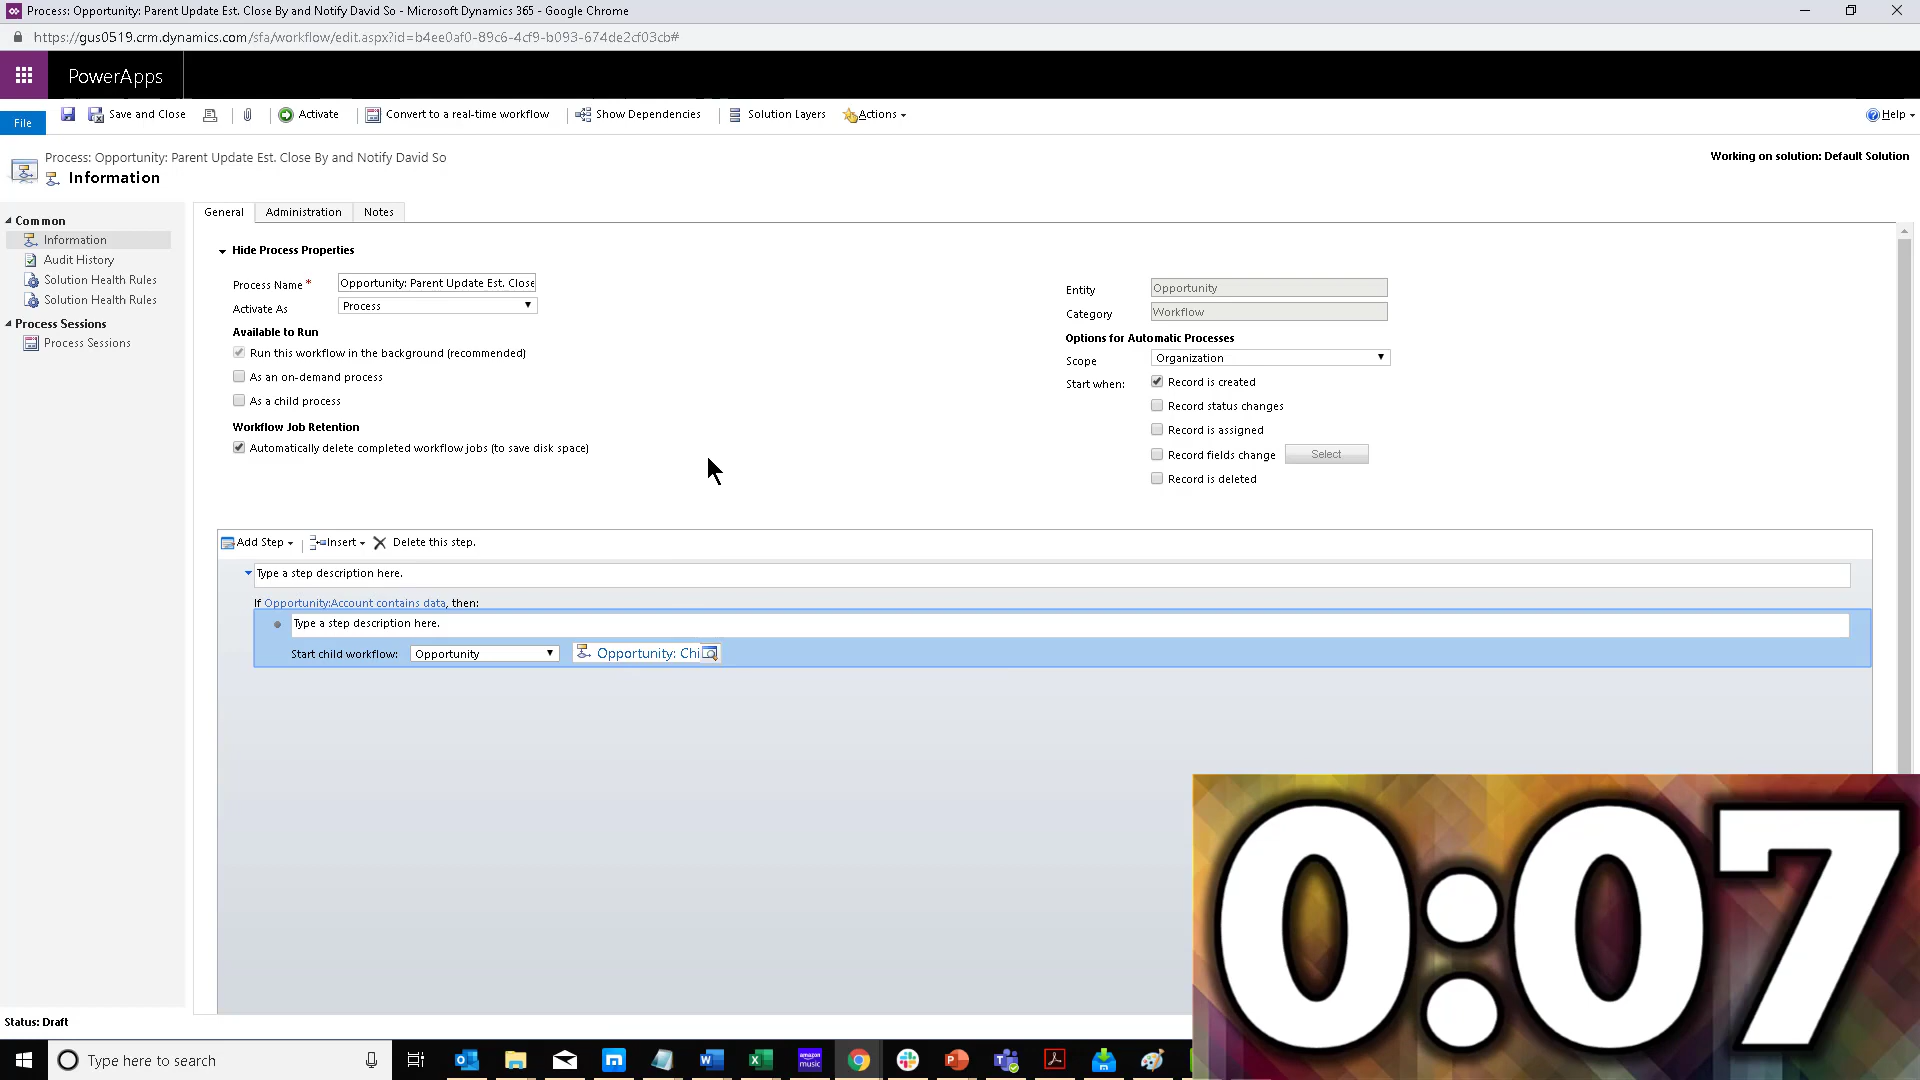 Process: Opportunity: Parent Update Est. Close By and Notify David So - Microsoft Dynamics 365 - Google Chrome
https://gus0519.crm.dynamics.com/sfa/workflow/edit.aspx?id=b4ee0af0-89c6-4cf9-b093-674de2cf03cb#
PowerApps
File
Save and Close
Activate
Convert to a real-time workflow
Show Dependencies
Solution Layers
Actions
Help
Process: Opportunity: Parent Update Est. Close By and Notify David So
Information
Working on solution: Default Solution
Common
Information
Audit History
Solution Health Rules
Solution Health Rules
Process Sessions
Process Sessions
General
Administration
Notes
Hide Process Properties
Process Name *
Opportunity: Parent Update Est. Close
Activate As
Process
Available to Run
Run this workflow in the background (recommended)
As an on-demand process
As a child process
Workflow Job Retention
Automatically delete completed workflow jobs (to save disk space)
Entity
Opportunity
Category
Workflow
Options for Automatic Processes
Scope
Organization
Start when:
Record is created
Record status changes
Record is assigned
Record fields change
Select
Record is deleted
Add Step
Insert
Delete this step.
Type a step description here.
If Opportunity:Account contains data, then:
Type a step description here.
Start child workflow:
Opportunity
Opportunity: Chi
0:07
Status: Draft
Type here to search
amazon
music